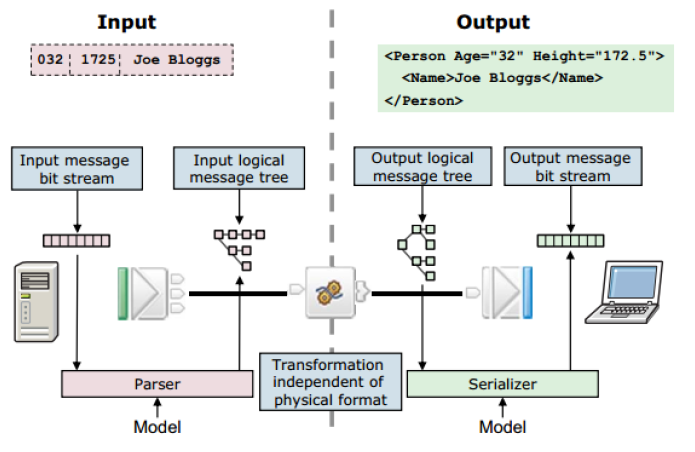 Input
032 1725 Joe Bloggs
Output
<Person Age="32" Height="172.5">
<Name>Joe Bloggs</Name>
</Person>
Input message
bit stream
Input logical
message tree
Output logical
message tree
Output message
bit stream
Parser
Model
Transformation
independent of
physical format
Serializer
Model